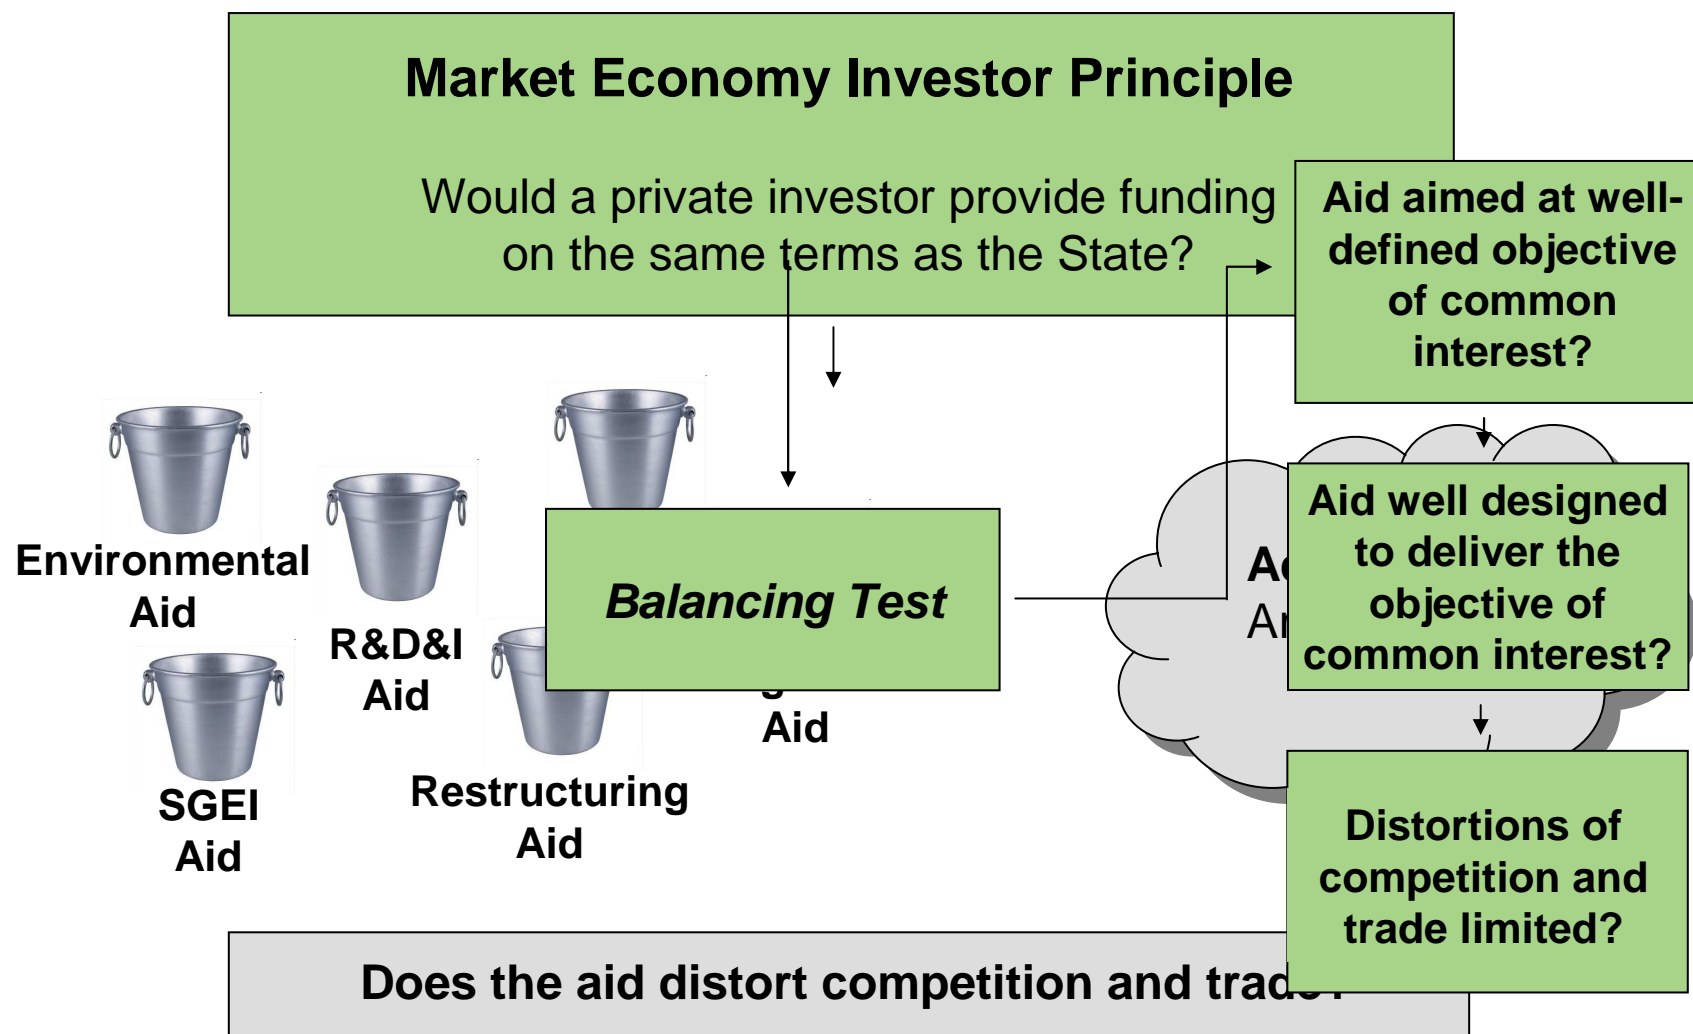 Market Economy Investor Principle
Would a private investor provide funding
on the same terms as the State?
Aid aimed at well-
defined objective
of common
interest?
Environmental
Aid
R&D&I
Aid
Balancing Test
Aid well designed
to deliver the
objective of
common interest?
Aid
SGEI
Aid
Restructuring
Aid
Distortions of
competition and
trade limited?
Does the aid distort competition and trade?